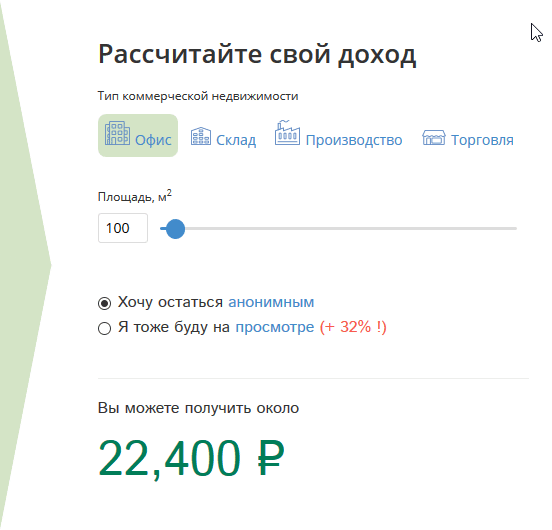 Рассчитайте свой доход
Тип коммерческой недвижимости
Офис Склад Производство Торговля
Площадь, м²
100
Хочу остаться анонимным
Я тоже буду на просмотре (+ 32% !)
Вы можете получить около
22,400 ₽